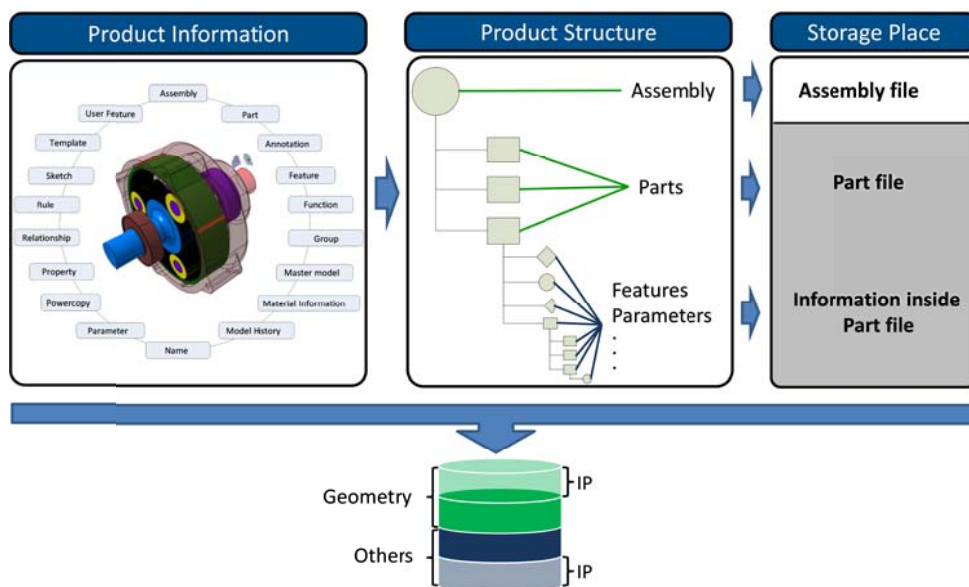 Product Information
Product Structure
Storage Place
Assembly
User Feature
Part
Template
Annotation
Sketch
Feature
Rule
Function
Relationship
Group
Property
Master model
Powercopy
Material Information
Parameter
Model History
Name
Assembly
Parts
Features
Parameters
Assembly file
Part file
Information inside
Part file
Geometry
IP
Others
IP